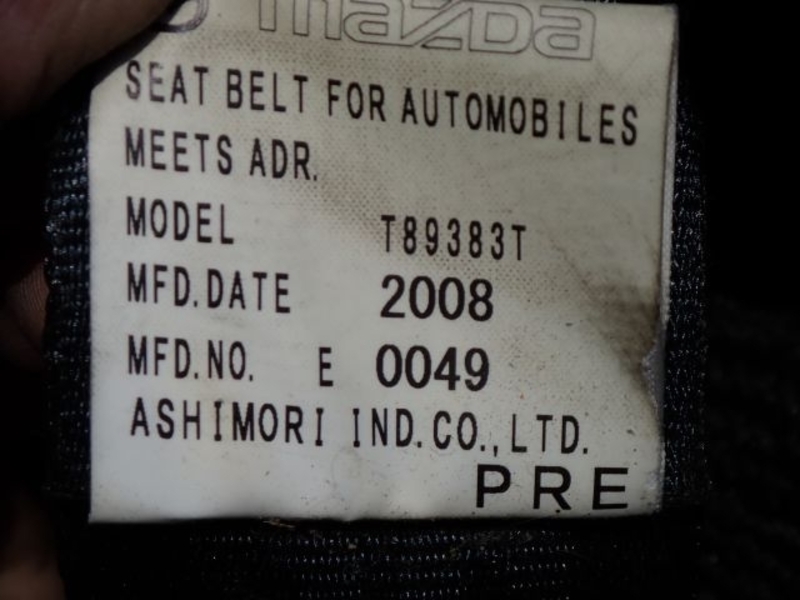 mazda
SEAT BELT FOR AUTOMOBILES
MEETS ADR.
MODEL T89383T
MFD.DATE 2008
MFD.NO. E 0049
ASHIMORI IND.CO.,LTD.
PRE